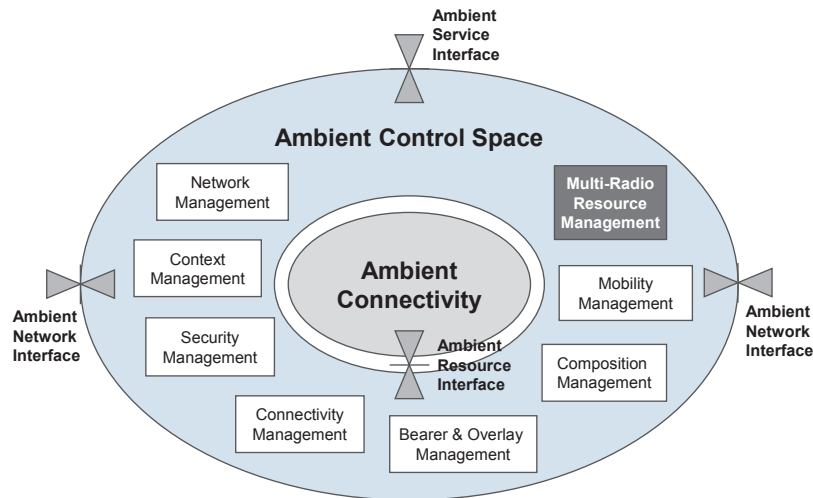 Ambient
Service
Interface
Ambient Control Space
Network
Management
Multi-Radio
Resource
Management
Context
Management
Ambient
Connectivity
Mobility
Management
Ambient
Network
Interface
Ambient
Network
Interface
Security
Management
Ambient
Resource
Interface
Composition
Management
Connectivity
Management
Bearer & Overlay
Management